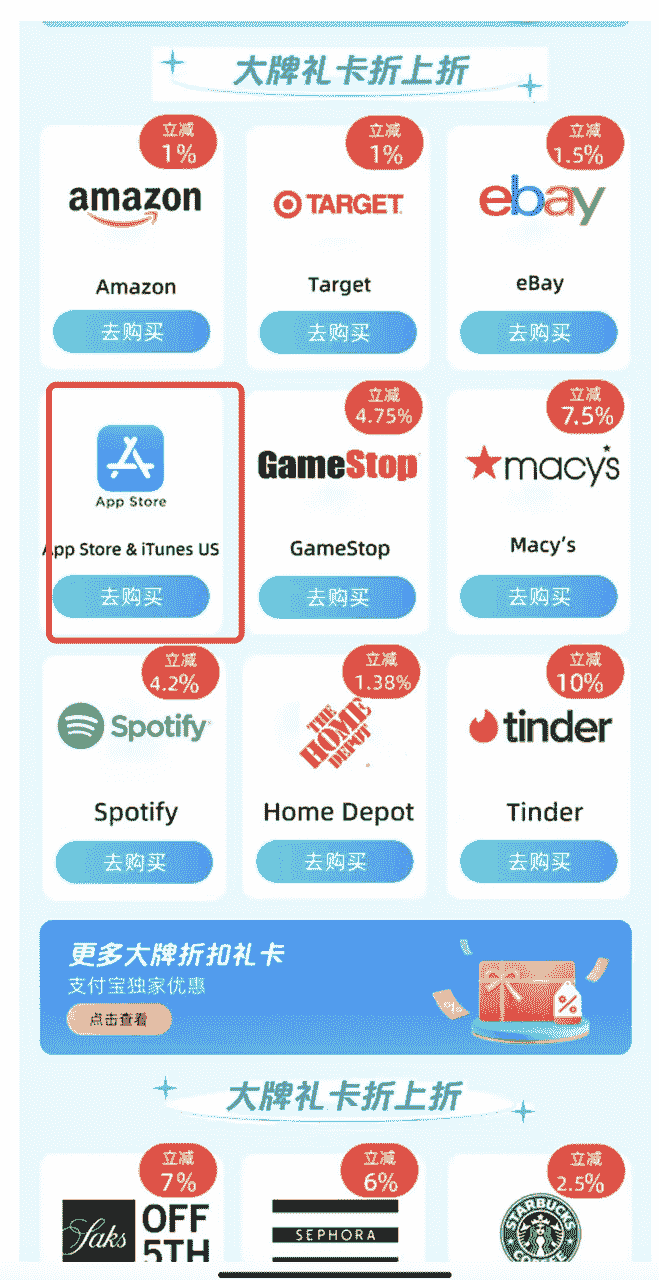 大牌礼卡折上折
立减
1%
立减
1%
立减
1.5%
amazon
TARGET
ebay
Amazon
Target
eBay
去购买
去购买
去购买
立减
4.75%
立减
7.5%
App Store
GameStop
macy's
App Store & iTunes US
GameStop
Macy's
去购买
去购买
去购买
立减
4.2%
立减
1.38%
立减
10%
Spotify
THE
HOME
DEPOT
tinder
Spotify
Home Depot
Tinder
去购买
去购买
去购买
更多大牌折扣礼卡
支付宝独家优惠
点击查看
%
%
大牌礼卡折上折
立减
7%
立减
6%
立减
2.5%
Saks
OFF
5TH
SEPHORA
STARBUCKS
COFFEE